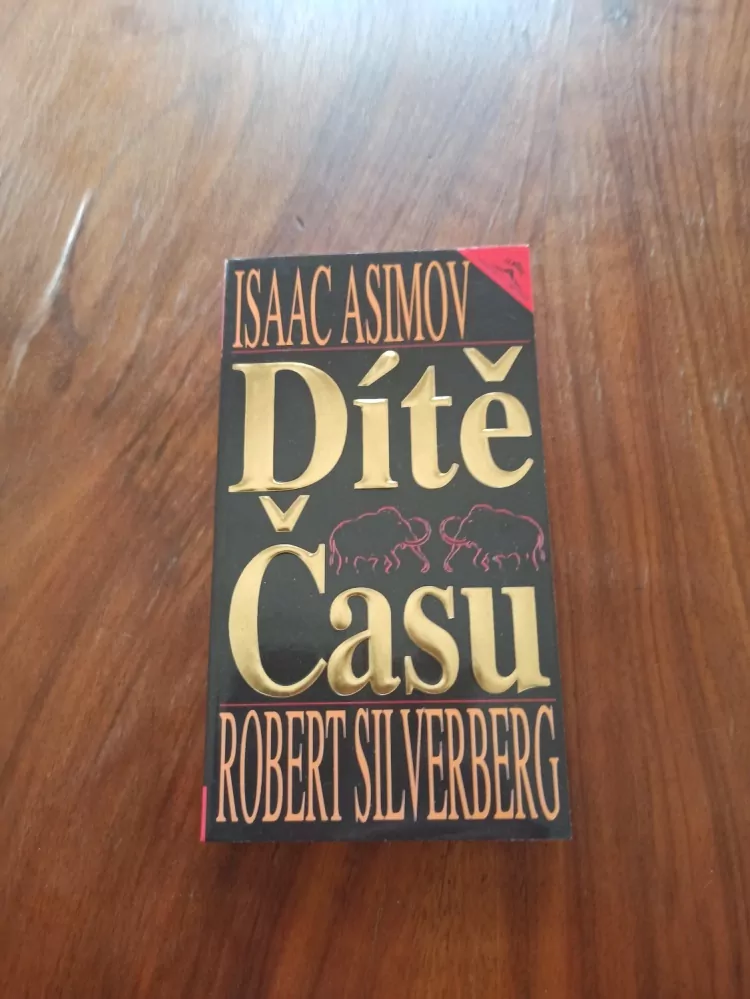 ISAAC ASIMOV
Dítě
Času
ROBERT SILVERBERG